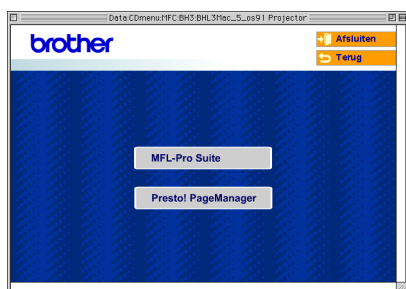 Data:CDmenu:MFC:BH3:BHL3Mac_5_os91 Projector
brother
Afsluiten
Terug
MFL-Pro Suite
Presto! PageManager